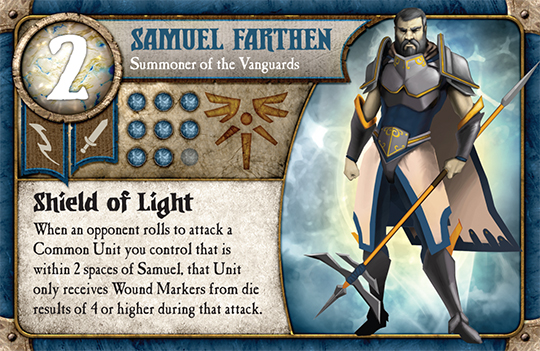 2
SAMUEL FARTHEN
Summoner of the Vanguards
Shield of Light
When an opponent rolls to attack a
Common Unit you control that is
within 2 spaces of Samuel, that Unit
only receives Wound Markers from die
results of 4 or higher during that attack.